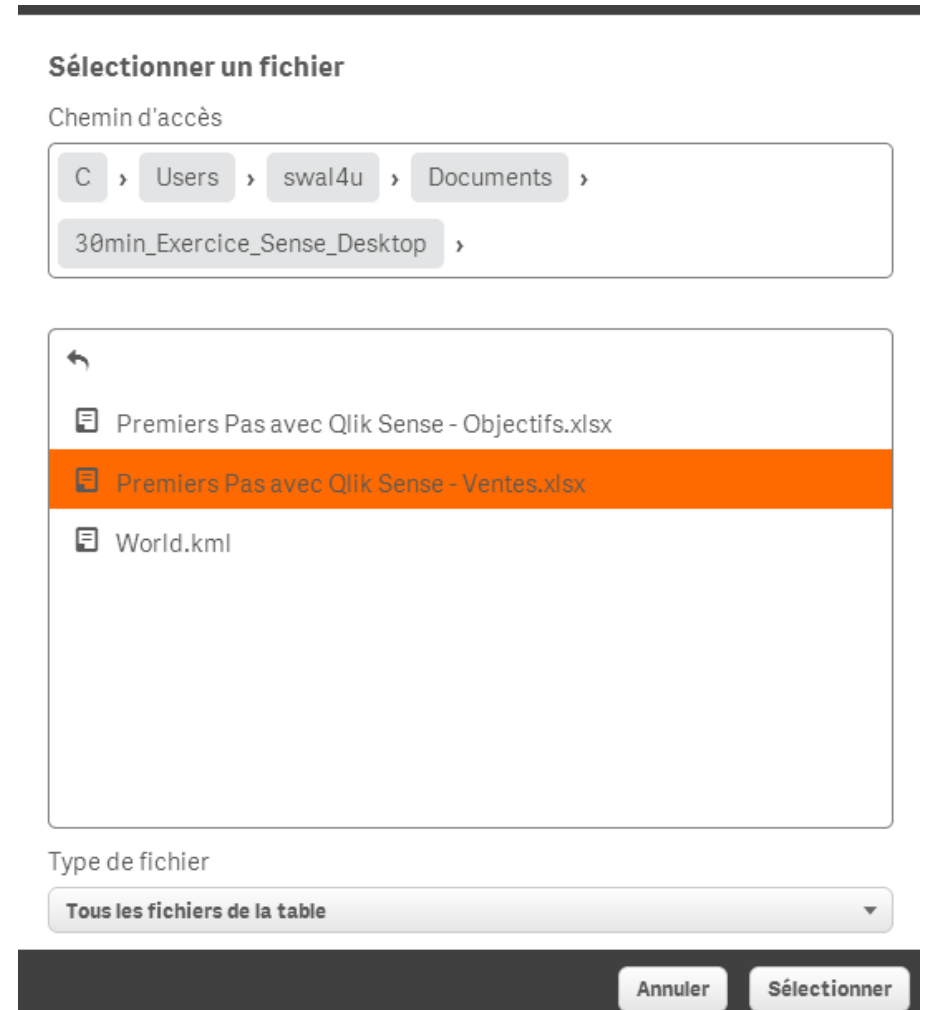 Sélectionner un fichier
Chemin d'accès
C › Users › swal4u › Documents ›
30min_Exercice_Sense_Desktop ›
Premiers Pas avec Qlik Sense - Objectifs.xlsx
Premiers Pas avec Qlik Sense - Ventes.xlsx
World.kml
Type de fichier
Tous les fichiers de la table
Annuler Sélectionner